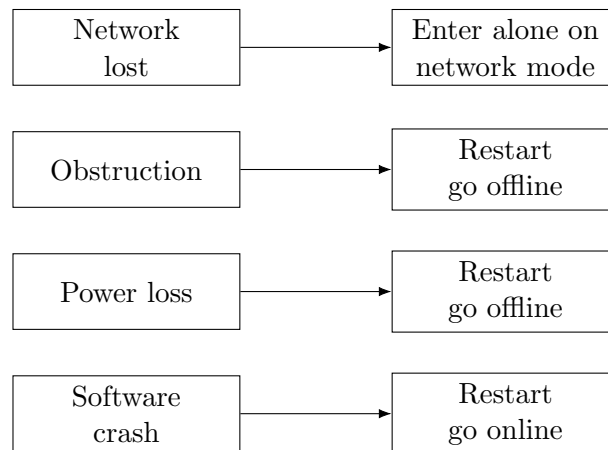 Network
lost
Enter alone on
network mode
Obstruction
Restart
go offline
Power loss
Restart
go offline
Software
crash
Restart
go online